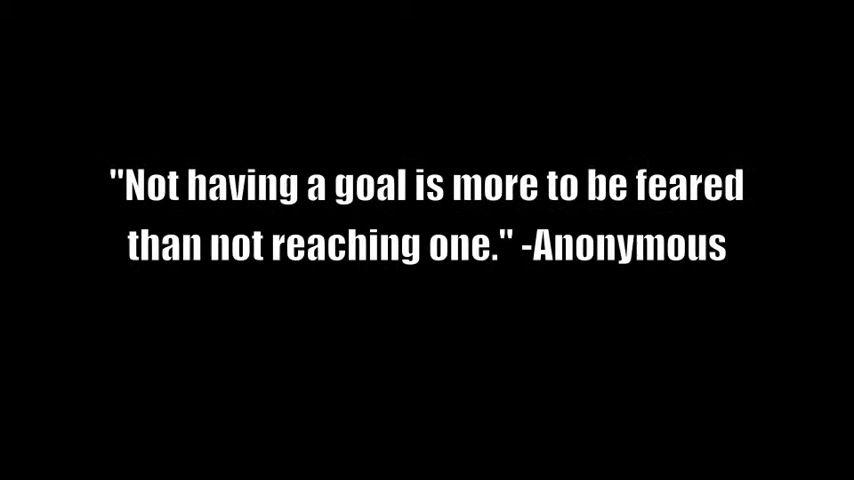 "Not having a goal is more to be feared
than not reaching one." -Anonymous